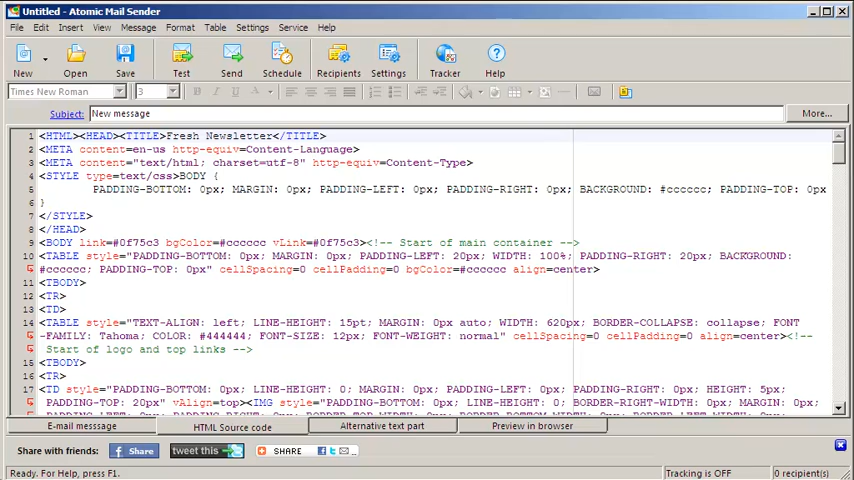 Untitled - Atomic Mail Sender
File Edit Insert View Message Format Table Settings Service Help
New Open Save Test Send Schedule Recipients Settings Tracker Help
Times New Roman 3 B I U A
Subject: New message More...
1 <HTML><HEAD><TITLE>Fresh Newsletter</TITLE>
2 <META content=en-us http-equiv=Content-Language>
3 <META content="text/html; charset=utf-8" http-equiv=Content-Type>
4 <STYLE type=text/css>BODY {
5 PADDING-BOTTOM: 0px; MARGIN: 0px; PADDING-LEFT: 0px; PADDING-RIGHT: 0px; BACKGROUND: #cccccc; PADDING-TOP: 0px
6 }
7 </STYLE>
8 </HEAD>
9 <BODY link=#0f75c3 bgColor=#cccccc vLink=#0f75c3><!-- Start of main container -->
10 <TABLE style="PADDING-BOTTOM: 0px; MARGIN: 0px; PADDING-LEFT: 20px; WIDTH: 100%; PADDING-RIGHT: 20px; BACKGROUND:
#cccccc; PADDING-TOP: 0px" cellSpacing=0 cellPadding=0 bgColor=#cccccc align=center>
11 <TBODY>
12 <TR>
13 <TD>
14 <TABLE style="TEXT-ALIGN: left; LINE-HEIGHT: 15pt; MARGIN: 0px auto; WIDTH: 620px; BORDER-COLLAPSE: collapse; FONT
-FAMILY: Tahoma; COLOR: #444444; FONT-SIZE: 12px; FONT-WEIGHT: normal" cellSpacing=0 cellPadding=0 align=center><!--
Start of logo and top links -->
15 <TBODY>
16 <TR>
17 <TD style="PADDING-BOTTOM: 0px; LINE-HEIGHT: 0; MARGIN: 0px; PADDING-LEFT: 0px; PADDING-RIGHT: 0px; HEIGHT: 5px;
PADDING-TOP: 20px" vAlign=top><IMG style="PADDING-BOTTOM: 0px; LINE-HEIGHT: 0; BORDER-RIGHT-WIDTH: 0px; MARGIN: 0px;
E-mail messsage HTML Source code Alternative text part Preview in browser
Share with friends: f Share tweet this SHARE
Ready. For Help, press F1. Tracking is OFF 0 recipient(s)